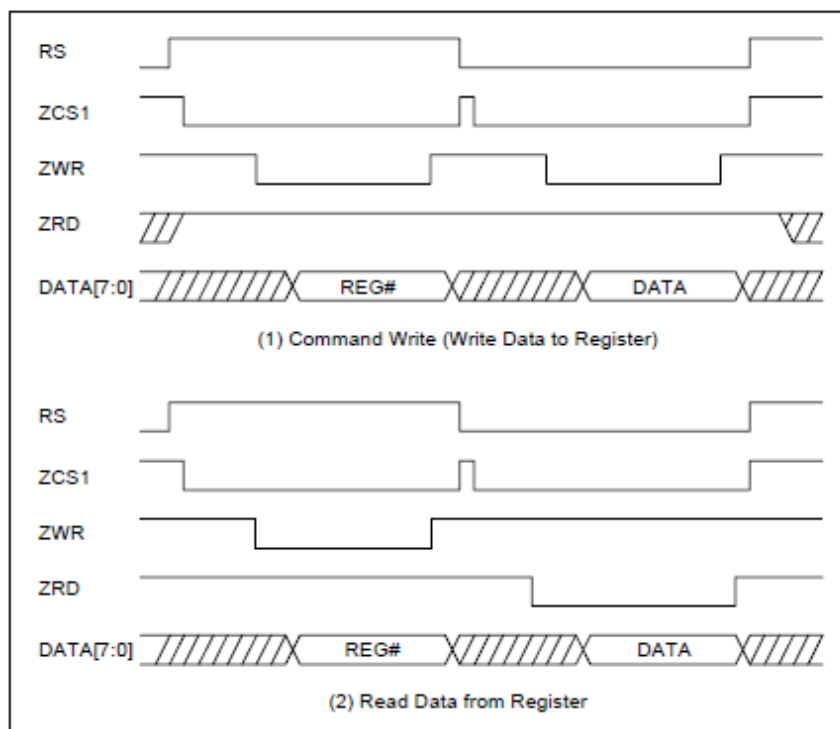 RS
ZCS1
ZWR
ZRD
DATA[7:0] REG# DATA
(1) Command Write (Write Data to Register)
RS
ZCS1
ZWR
ZRD
DATA[7:0] REG# DATA
(2) Read Data from Register